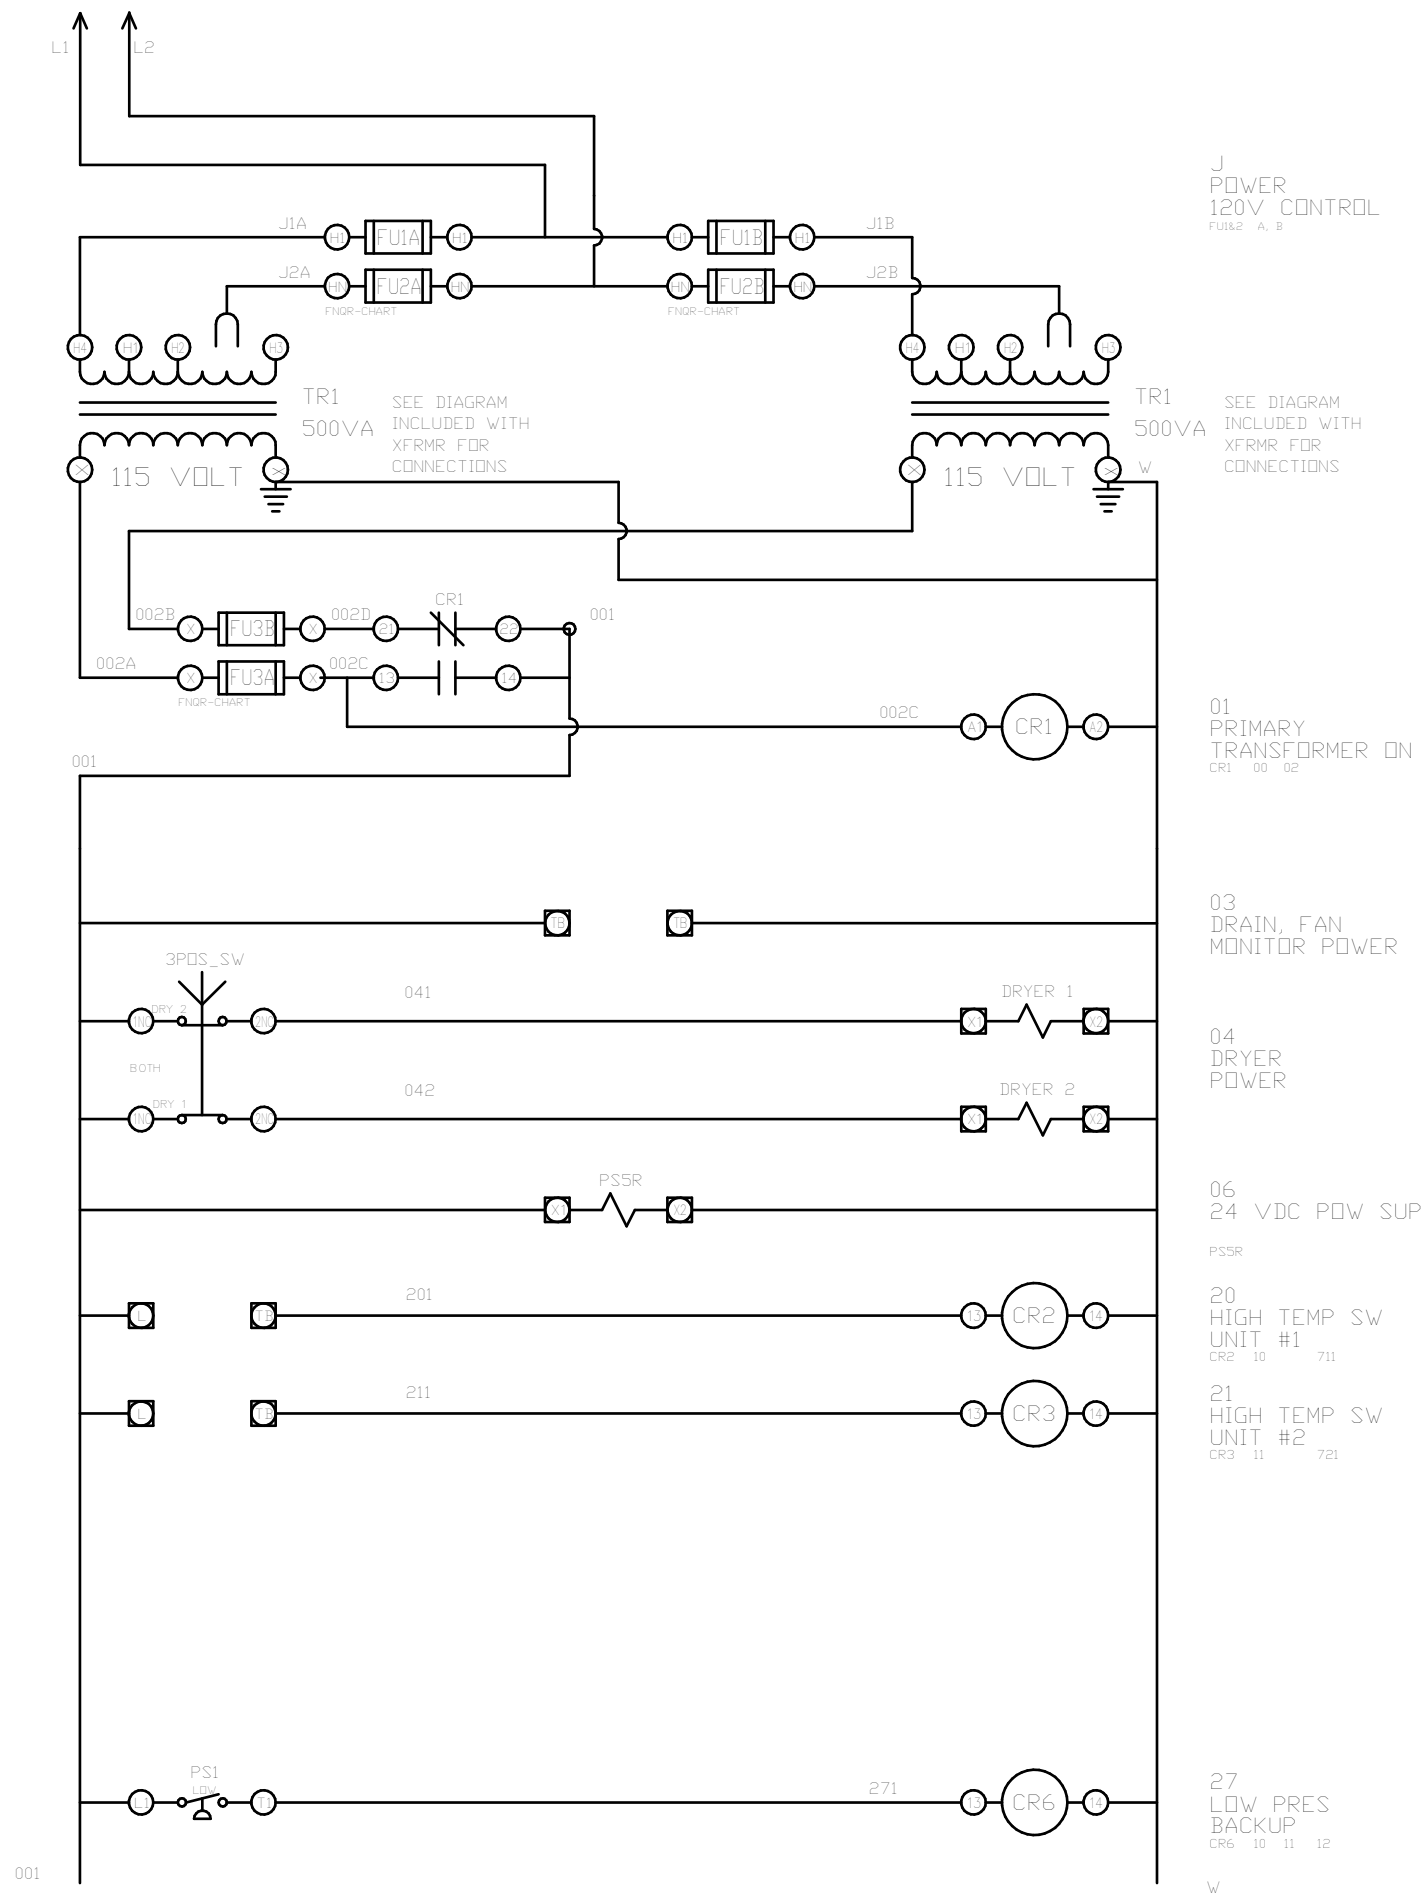 L1
L2
J
POWER
120V CONTROL
FU1&2 A, B
J1A
H1
FU1A
H1
H1
FU1B
H1
J1B
J2A
HN
FU2A
HN
HN
FU2B
HN
J2B
FNQR-CHART
FNQR-CHART
H4
H1
H2
H3
H4
H1
H2
H3
TR1
500VA
SEE DIAGRAM
INCLUDED WITH
XFRMR FOR
CONNECTIONS
TR1
500VA
SEE DIAGRAM
INCLUDED WITH
XFRMR FOR
CONNECTIONS
X
115 VOLT
X
X
115 VOLT
X
W
CR1
002B
X
FU3B
X
002D
21
22
001
002A
X
FU3A
X
002C
13
14
FNQR-CHART
002C
A1
CR1
A2
01
PRIMARY
TRANSFORMER ON
CR1 00 02
001
TB
TB
03
DRAIN, FAN
MONITOR POWER
3POS_SW
DRY 2
1NO
2NO
041
DRYER 1
X1
X2
04
DRYER
POWER
BOTH
DRY 1
1NO
2NO
042
DRYER 2
X1
X2
PS5R
X1
X2
06
24 VDC POW SUP
PS5R
L
TB
201
13
CR2
14
20
HIGH TEMP SW
UNIT #1
CR2 10 711
L
TB
211
13
CR3
14
21
HIGH TEMP SW
UNIT #2
CR3 11 721
PS1
LOW
L1
T1
271
13
CR6
14
27
LOW PRES
BACKUP
CR6 10 11 12
001
W